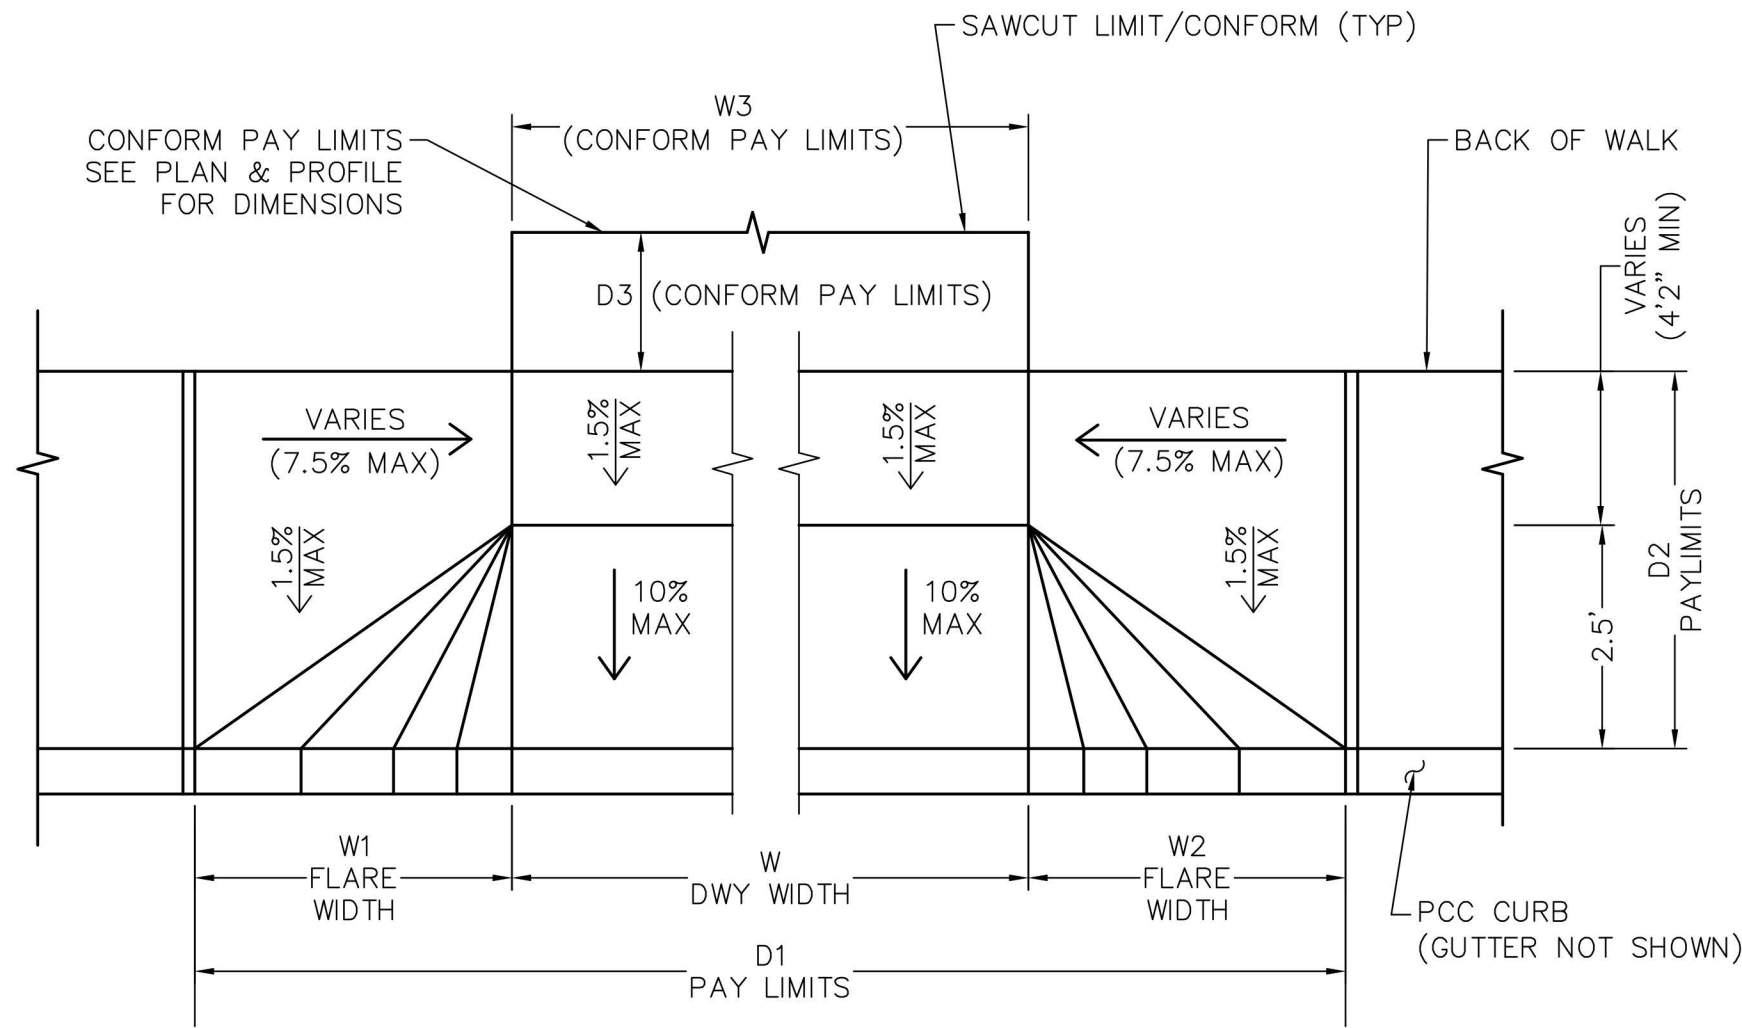 SAWCUT LIMIT/CONFORM (TYP)
W3
(CONFORM PAY LIMITS)
CONFORM PAY LIMITS
SEE PLAN & PROFILE
FOR DIMENSIONS
BACK OF WALK
VARIES
(4'2" MIN)
D3 (CONFORM PAY LIMITS)
VARIES
(7.5% MAX)
1.5%
MAX
1.5%
MAX
VARIES
(7.5% MAX)
1.5%
MAX
10%
MAX
10%
MAX
1.5%
MAX
2.5'
D2
PAYLIMITS
W1
FLARE
WIDTH
W
DWY WIDTH
W2
FLARE
WIDTH
PCC CURB
(GUTTER NOT SHOWN)
D1
PAY LIMITS